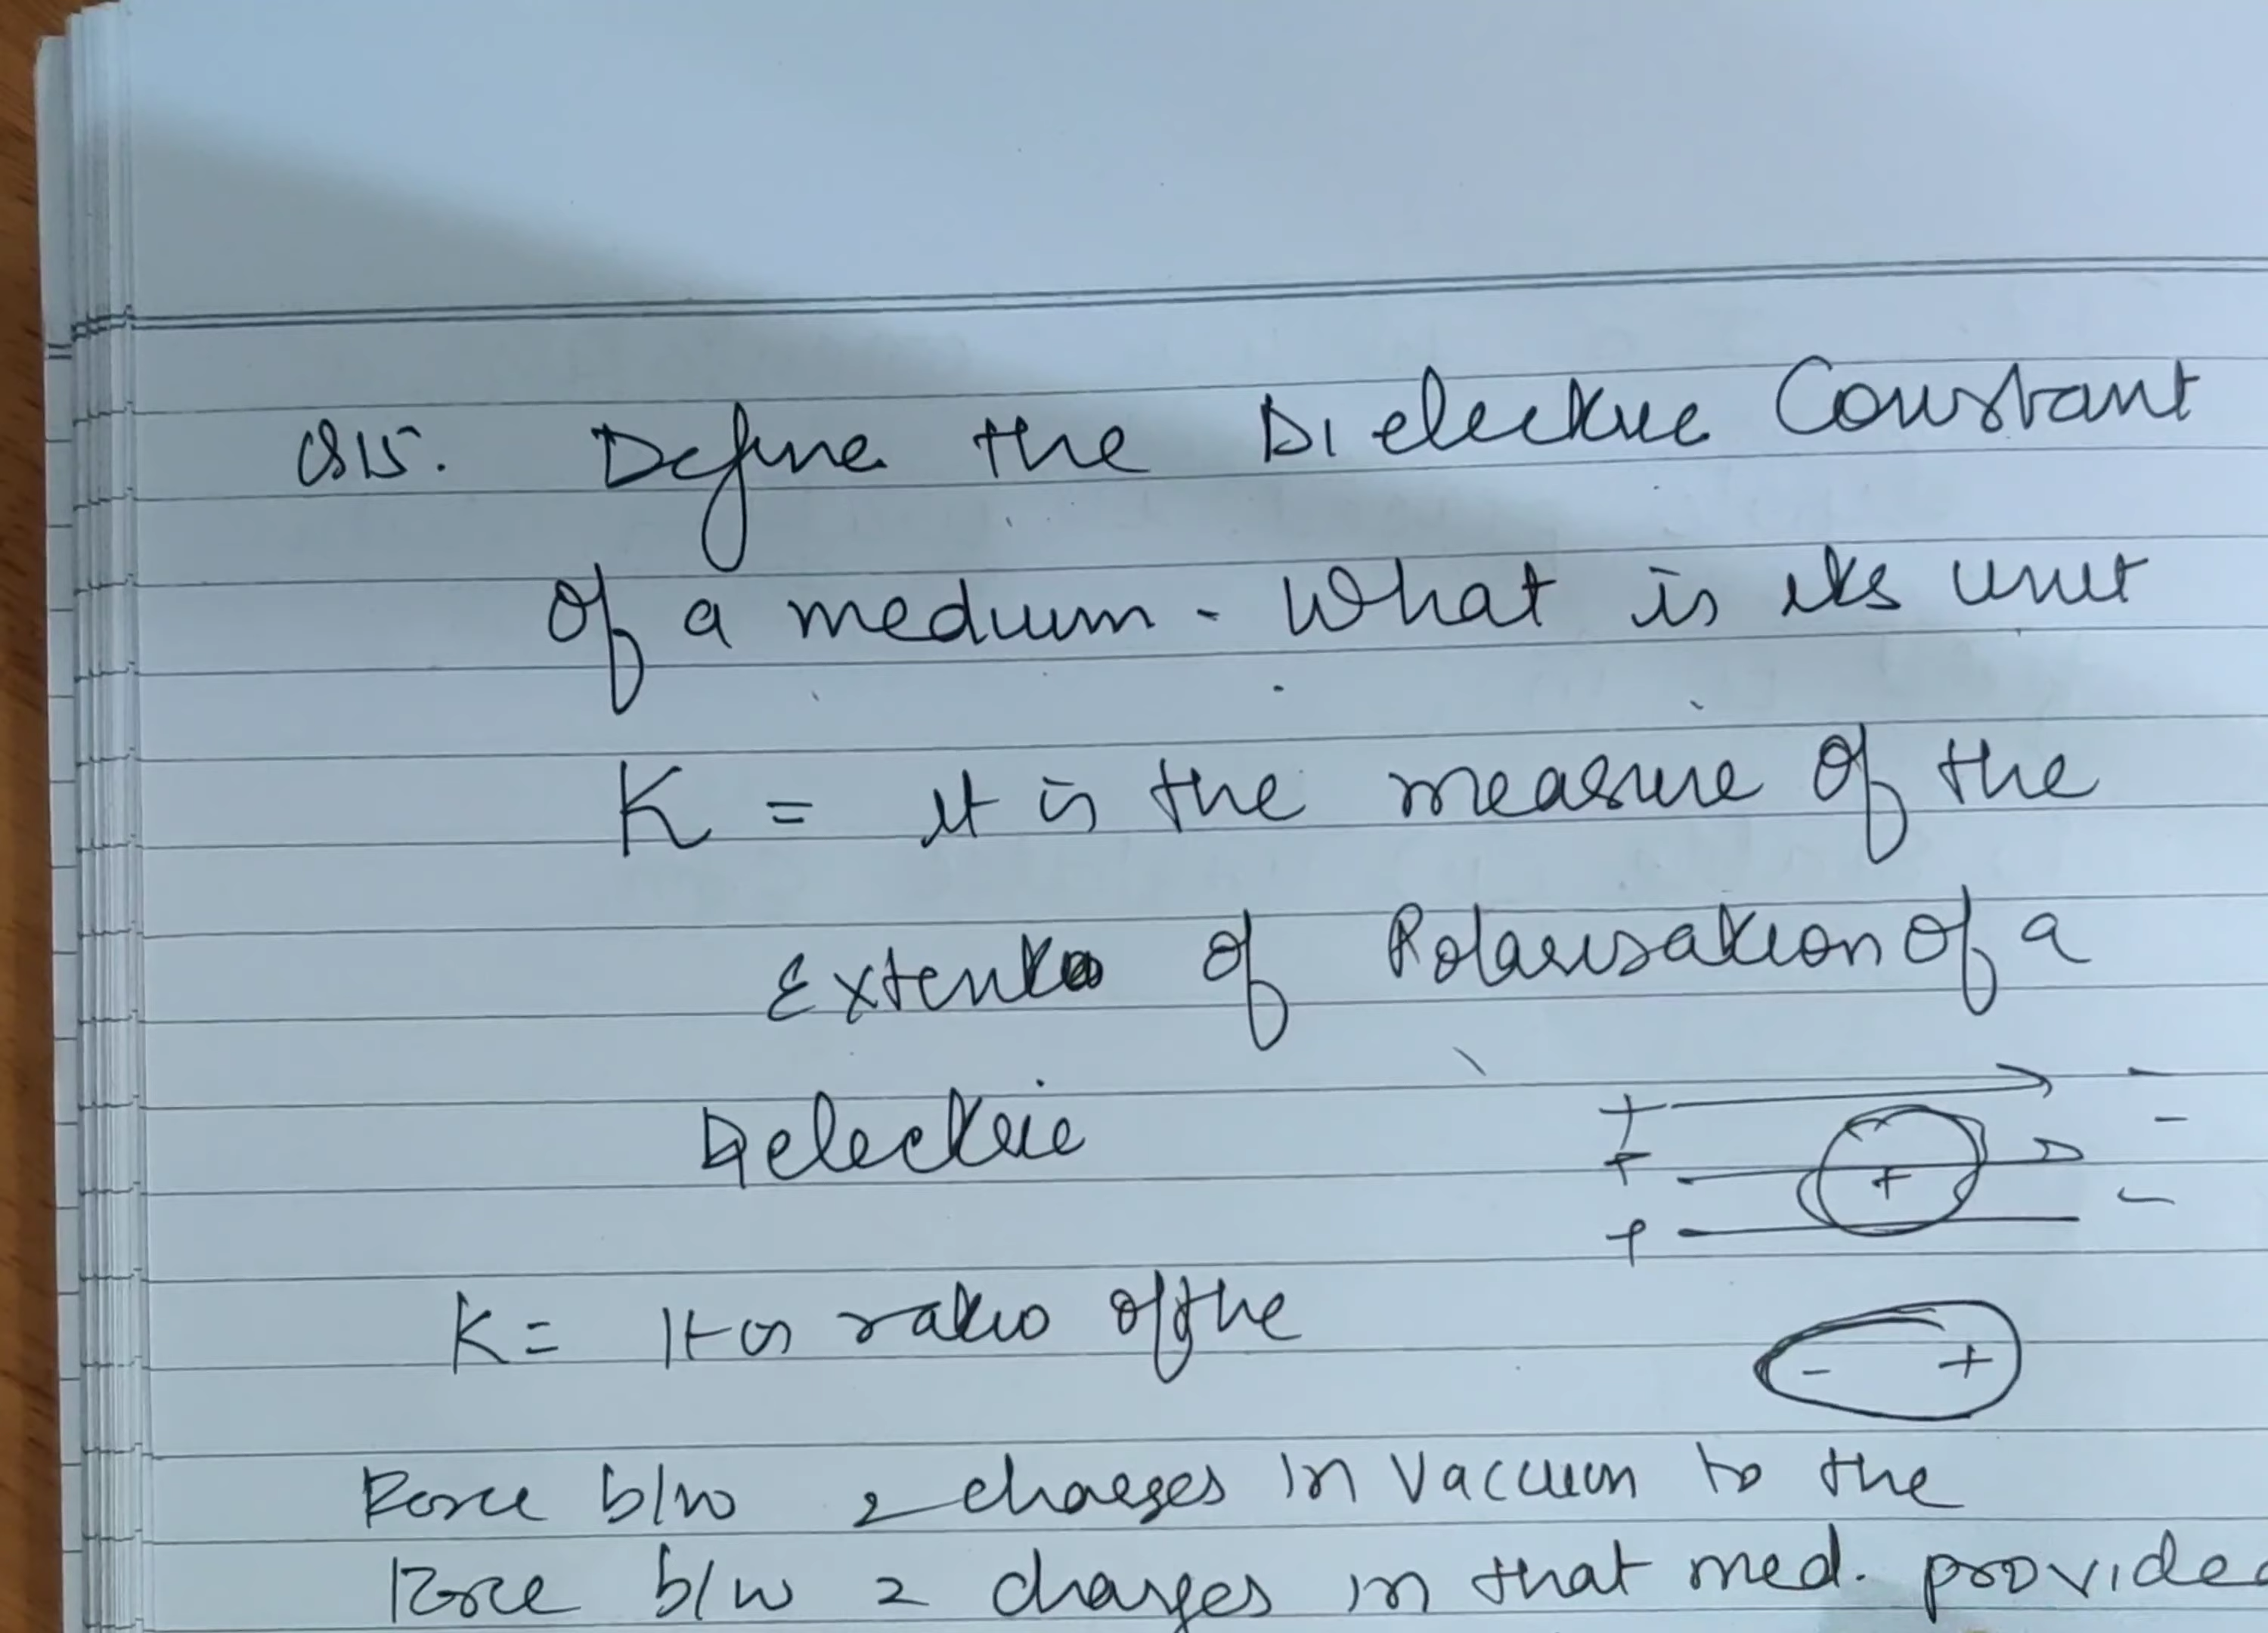 Q15. Define the Dielectric Constant
of a medium. What is its unit
K = It is the measure of the
Extent of Polarisation of a
Dielectric
+ -
+ + -
+ -
K = It is ratio of the
- +
Force b/w 2 charges in Vaccum to the
Force b/w 2 charges in that med. provided